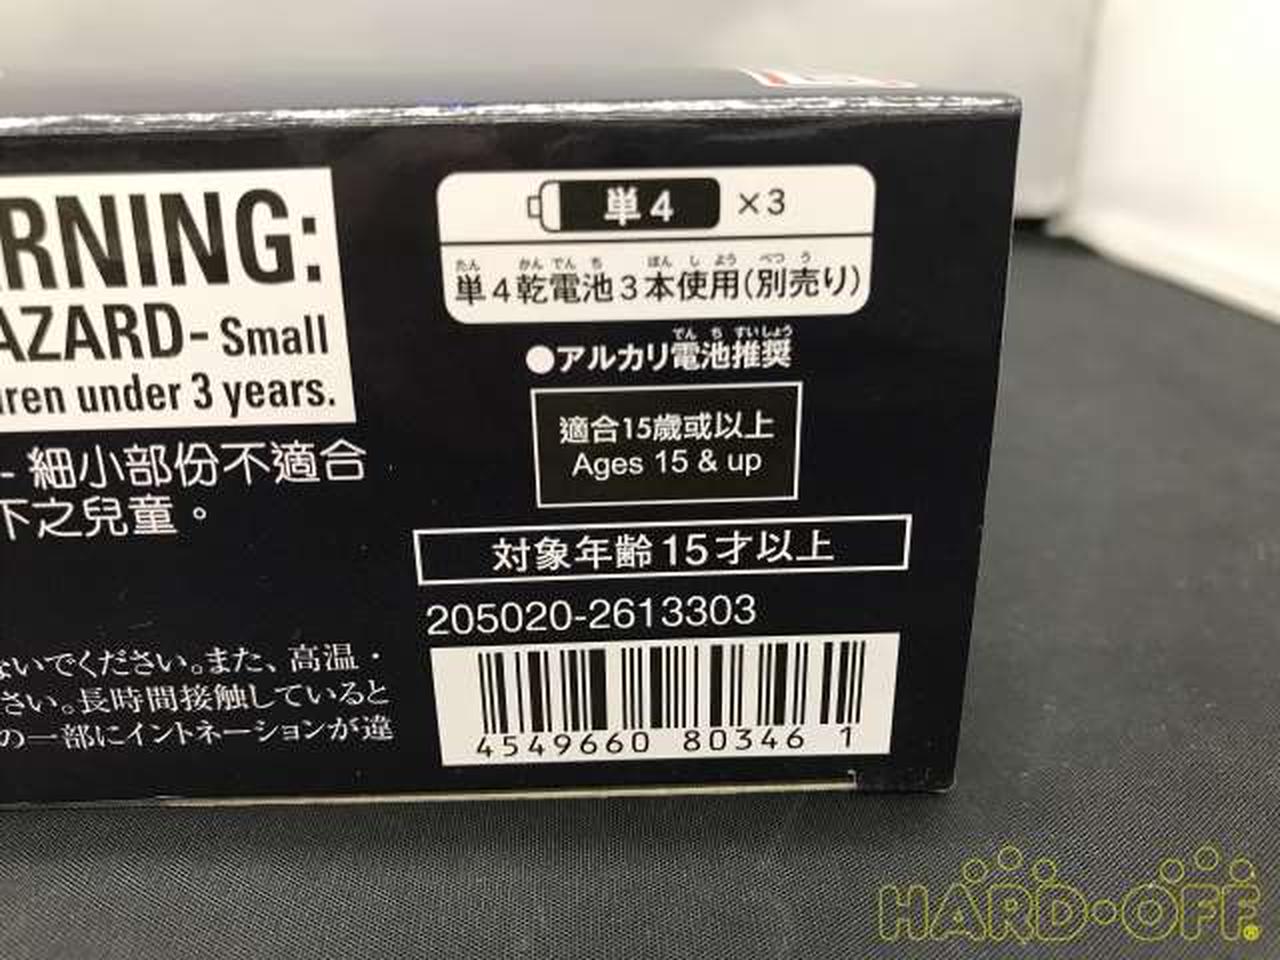 RNING:
AZARD- Small
ren under 3 years.
- 細小部份不適合
下之兒童。
単4 ×3
たん かんでんち ぼん しよう べつう
単4乾電池3本使用(別売り)
でんち すいしょう
●アルカリ電池推奨
適合15歲或以上
Ages 15 & up
対象年齢15才以上
205020-2613303
4549660 80346 1
ないでください。また、高温・
さい。長時間接触していると
の一部にイントネーションが違
HARD-OFF®